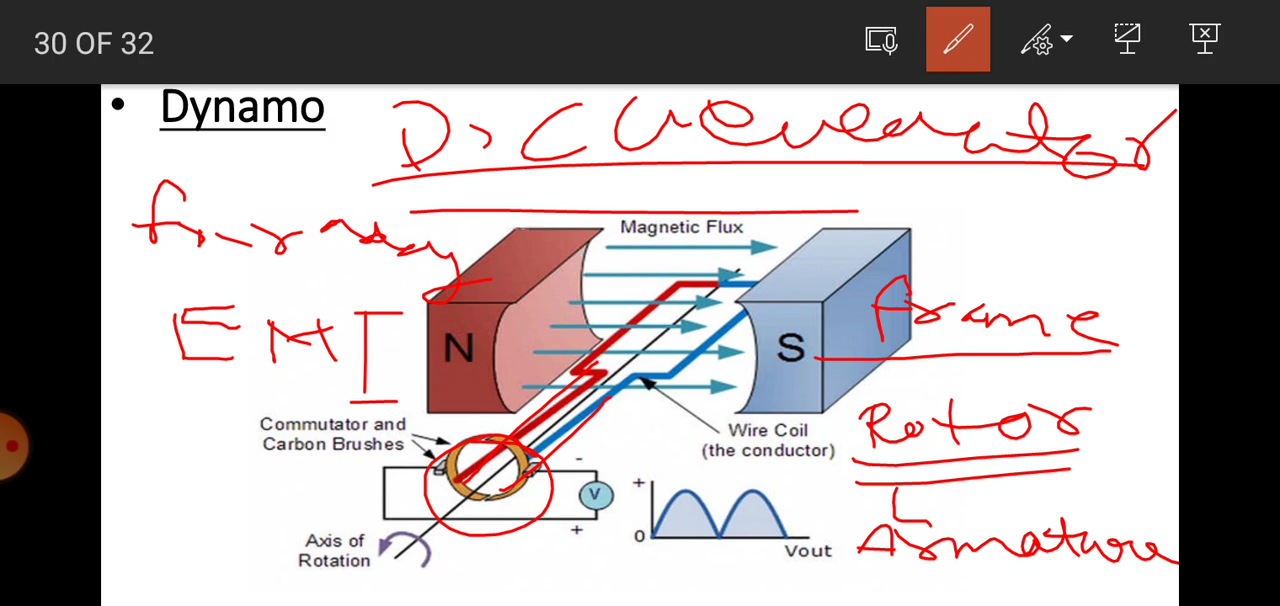 30 OF 32
• Dynamo
D.C Generator
Faraday
EMI
Magnetic Flux
N
S
frame
Commutator and
Carbon Brushes
Wire Coil
(the conductor)
Rotor
-
V
+
+
0
Vout
Axis of
Rotation
Armature